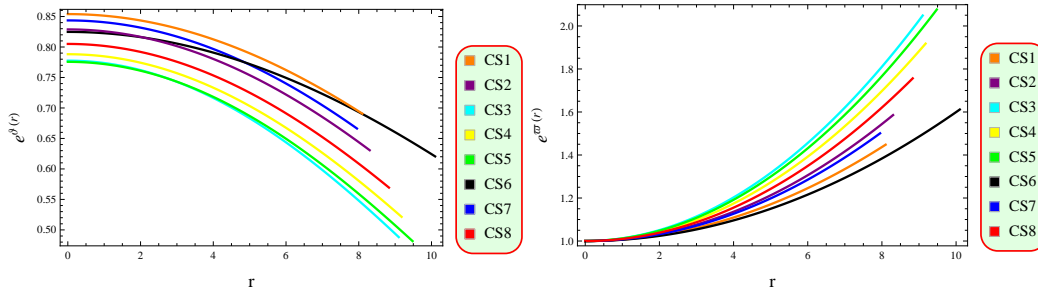 e^ϑ(r)
0.85
0.80
0.75
0.70
0.65
0.60
0.55
0.50
0 2 4 6 8 10
r
CS1
CS2
CS3
CS4
CS5
CS6
CS7
CS8
e^ϖ(r)
2.0
1.8
1.6
1.4
1.2
1.0
0 2 4 6 8 10
r
CS1
CS2
CS3
CS4
CS5
CS6
CS7
CS8